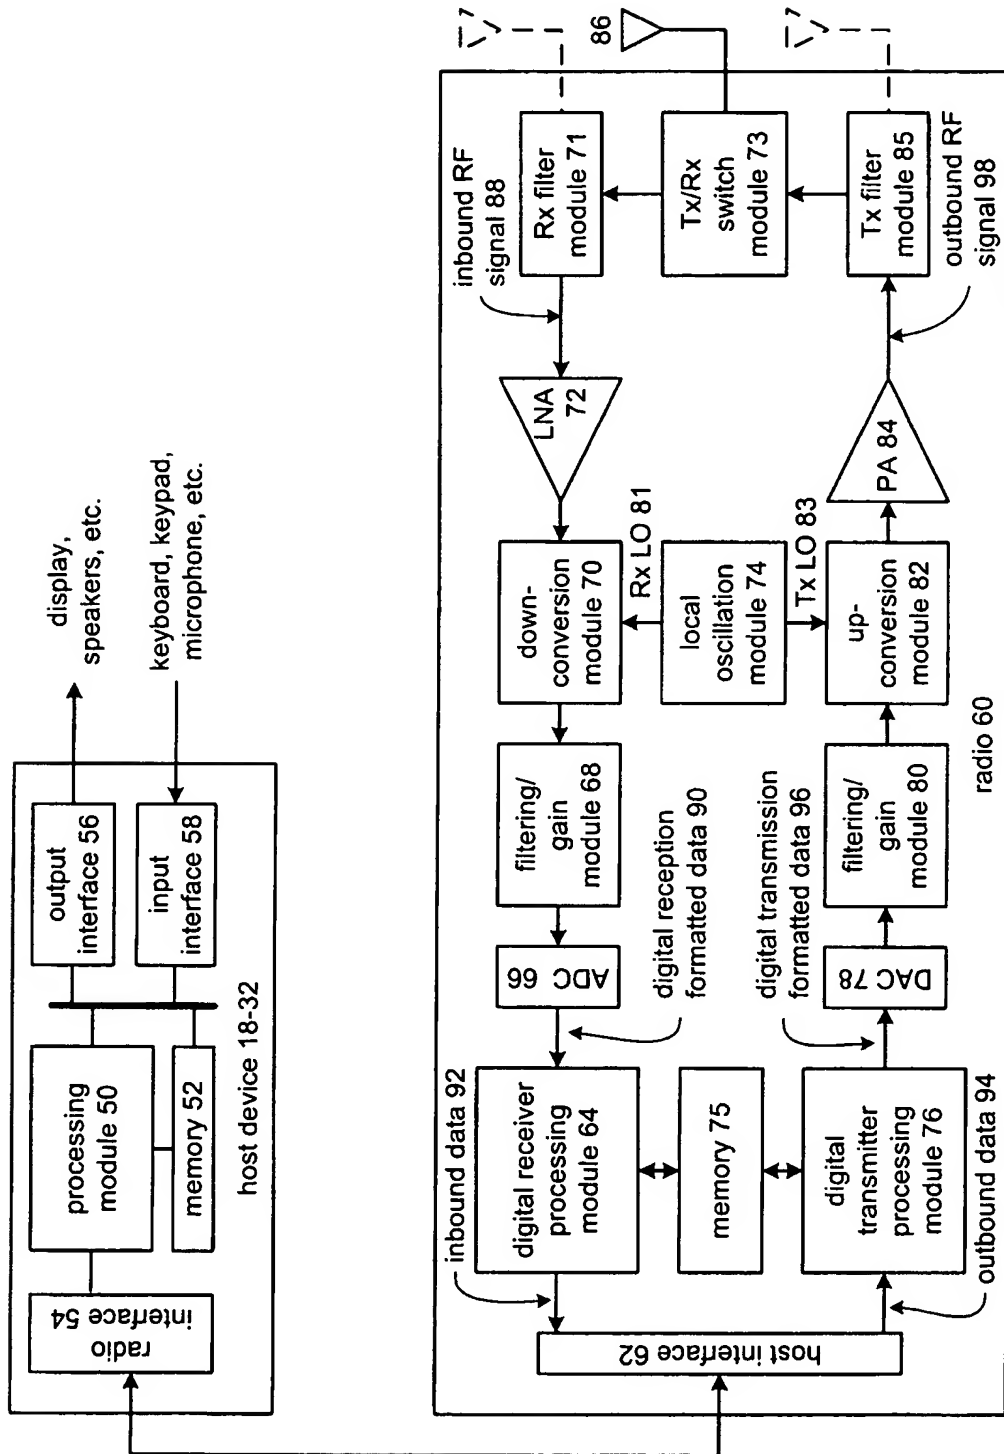 display,
speakers, etc.
keyboard, keypad,
microphone, etc.
output
interface 56
input
interface 58
processing
module 50
memory 52
radio
interface 54
host device 18-32
86
inbound RF
signal 88
Rx filter
module 71
Tx/Rx
switch
module 73
Tx filter
module 85
outbound RF
signal 98
LNA
72
PA 84
down-
conversion
module 70
Rx LO 81
local
oscillation
module 74
Tx LO 83
up-
conversion
module 82
filtering/
gain
module 68
filtering/
gain
module 80
radio 60
ADC 66
digital reception
formatted data 90
digital transmission
formatted data 96
DAC 78
inbound data 92
digital receiver
processing
module 64
memory 75
digital
transmitter
processing
module 76
outbound data 94
host interface 62